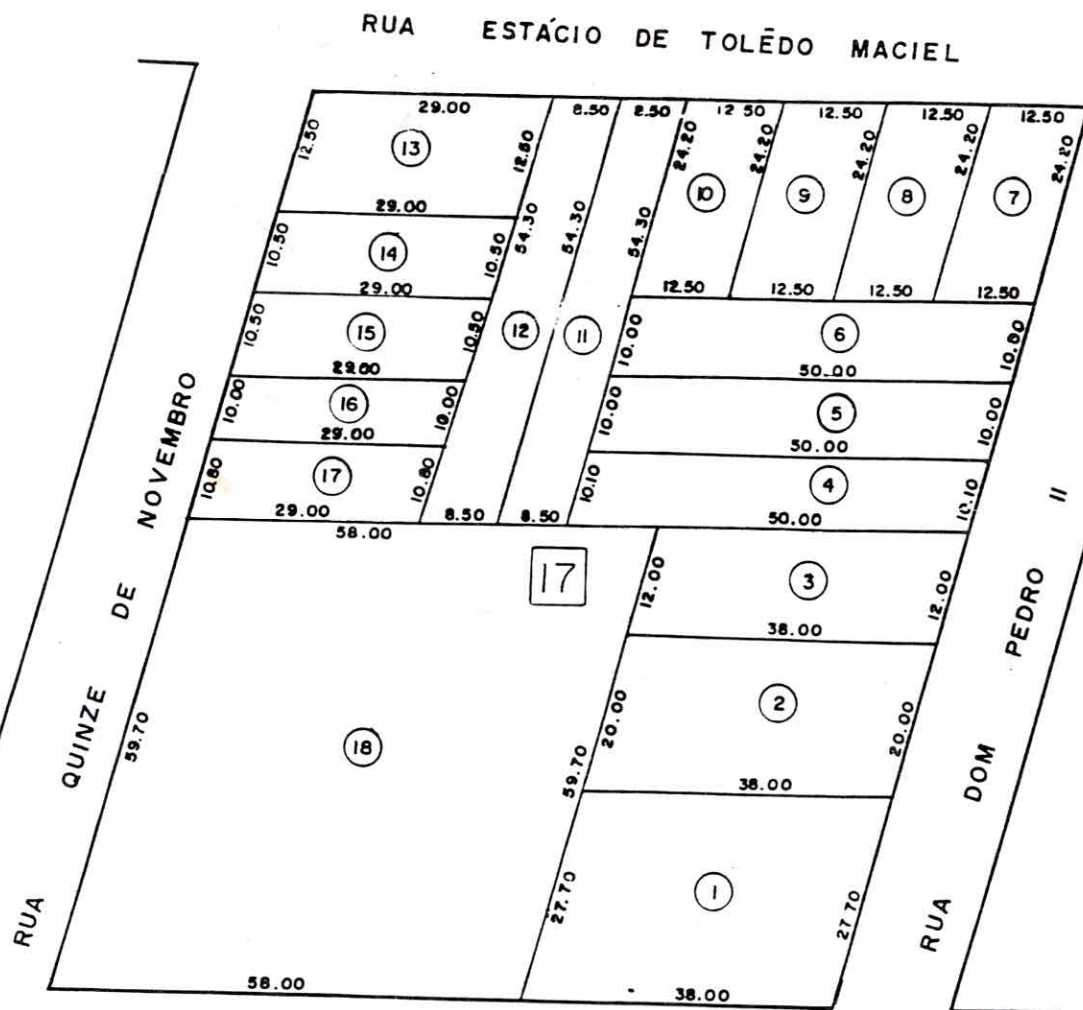 RUA ESTÁCIO DE TOLĒDO MACIEL
29.00 8.50 8.50 12.50 12.50 12.50 12.50
12.50 13 12.50 24.20 24.20 24.20 24.20 24.20
10 9 8 7
29.00
10.50 14 10.50 54.30 54.30 54.30
29.00 12.50 12.50 12.50 12.50
10.50 15 10.50 12 11 10.00 6 10.80
29.00 50.00
10.00 16 10.00 10.00 5 10.00
29.00 50.00
10.80 17 10.80 10.10 4 10.10
29.00 8.50 8.50 50.00
58.00
17 12.00 3 12.00
38.00
20.00 2 20.00
59.70 18 59.70
38.00
27.70 1 27.70
58.00 38.00
RUA QUINZE DE NOVEMBRO
RUA DOM PEDRO II